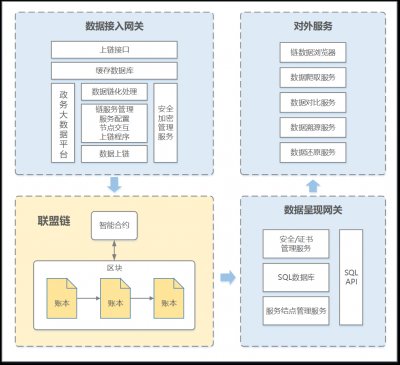 数据接入网关
上链接口
缓存数据库
政务大数据平台
数据链化处理
链服务管理
服务配置
节点交互
上链程序
数据上链
安全加密管理服务
对外服务
链数据浏览器
数据爬取服务
数据对比服务
数据溯源服务
数据还原服务
联盟链
智能合约
区块
账本
账本
账本
数据呈现网关
安全/证书
管理服务
SQL数据库
服务结点管理服务
SQL
API